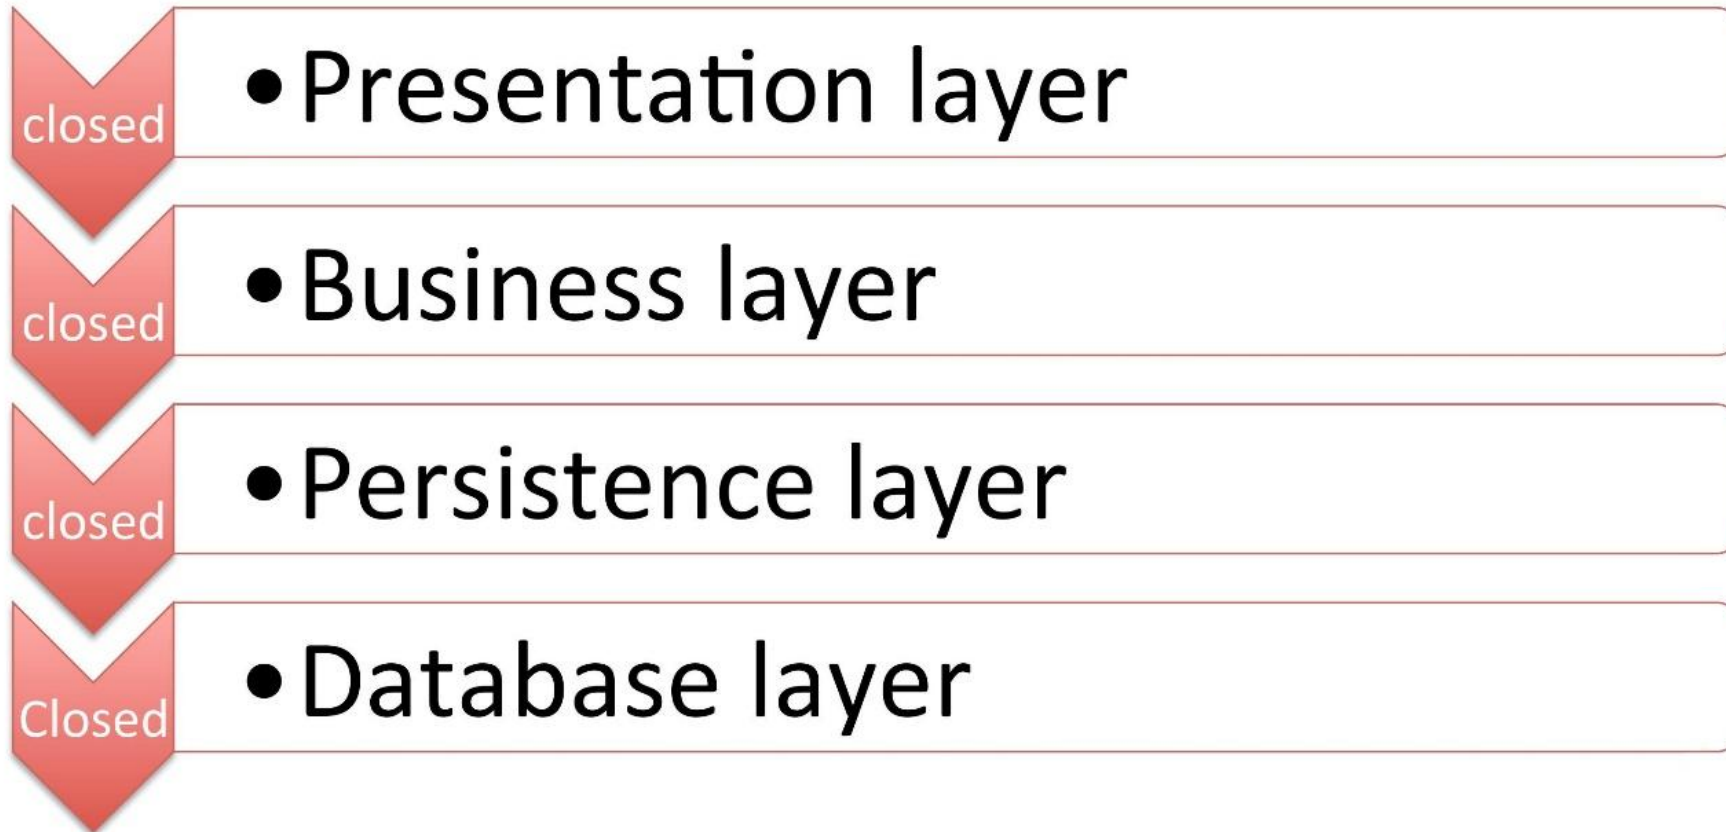 closed
•Presentation layer
closed
•Business layer
closed
•Persistence layer
Closed
•Database layer